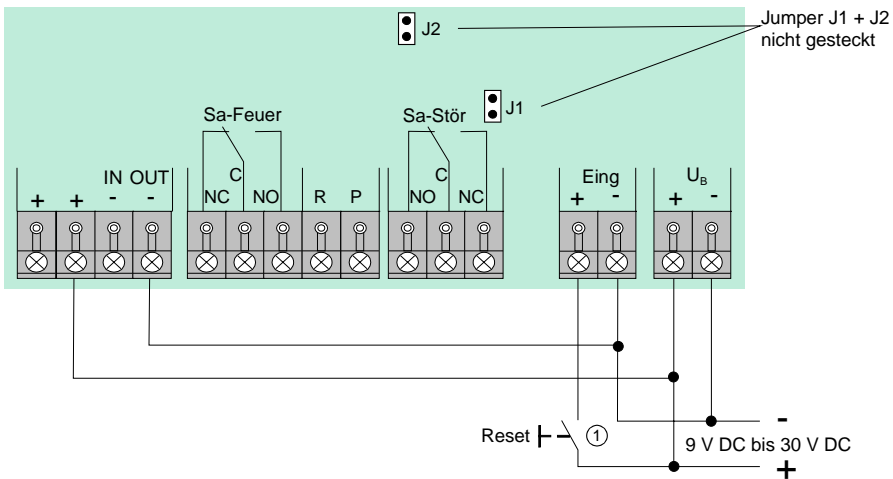 Jumper J1 + J2
nicht gesteckt
J2
J1
Sa-Feuer
Sa-Stör
IN OUT
C
C
Eing
U_B
+ + - -
NC NO R P
NO NC
+ -
+ -
Reset
①
-
9 V DC bis 30 V DC
+